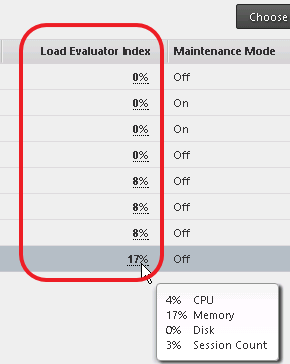 Choose
Load Evaluator Index Maintenance Mode
0% Off
0% On
0% On
0% Off
8% Off
8% Off
8% Off
17% Off
4% CPU
17% Memory
0% Disk
3% Session Count